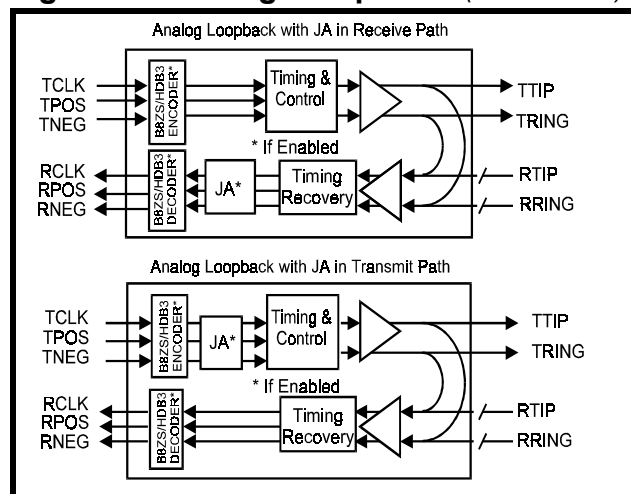 Analog Loopback with JA in Receive Path
TCLK
TPOS
TNEG
B8ZS/HDB3
ENCODER*
Timing &
Control
TTIP
TRING
* If Enabled
RCLK
RPOS
RNEG
B8ZS/HDB3
DECODER*
JA*
Timing
Recovery
RTIP
RRING
Analog Loopback with JA in Transmit Path
TCLK
TPOS
TNEG
B8ZS/HDB3
ENCODER*
JA*
Timing &
Control
TTIP
TRING
* If Enabled
RCLK
RPOS
RNEG
B8ZS/HDB3
DECODER*
Timing
Recovery
RTIP
RRING